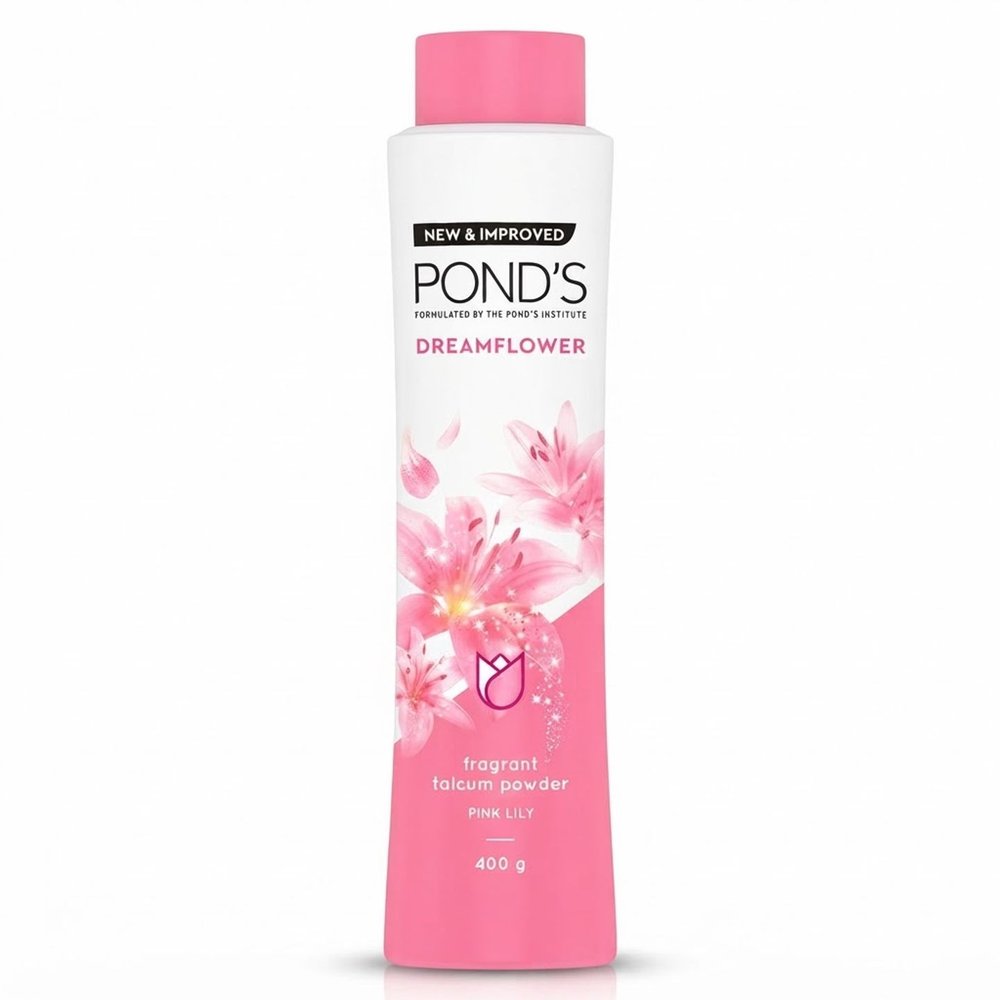 NEW & IMPROVED
POND'S
FORMULATED BY THE POND'S INSTITUTE
DREAMFLOWER
fragrant
talcum powder
PINK LILY
400 g